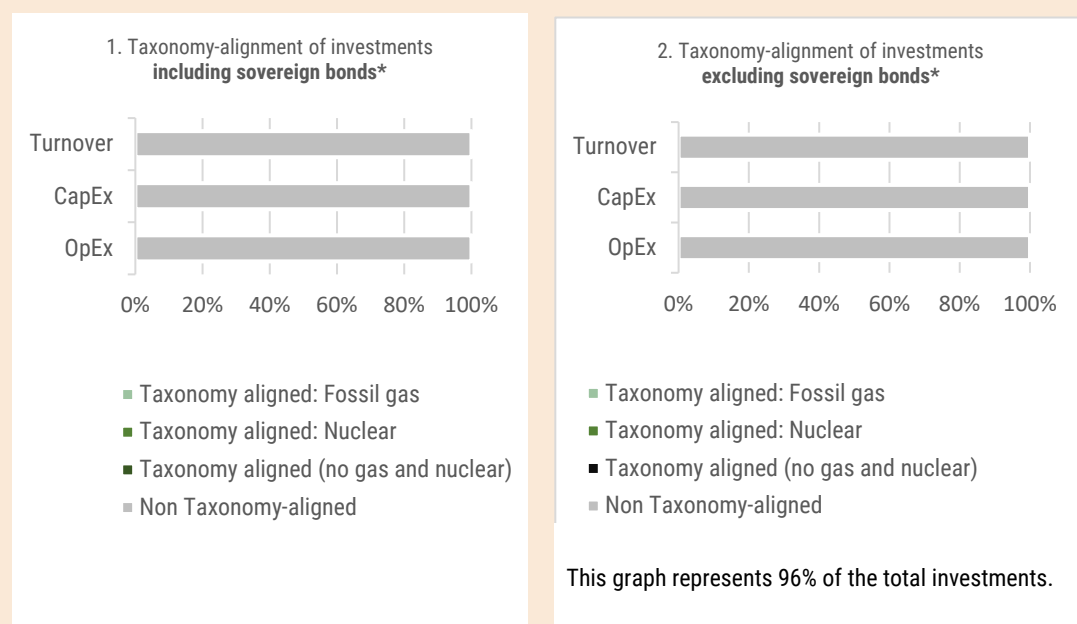 1. Taxonomy-alignment of investments
including sovereign bonds*
Turnover
CapEx
OpEx
0% 20% 40% 60% 80% 100%
Taxonomy aligned: Fossil gas
Taxonomy aligned: Nuclear
Taxonomy aligned (no gas and nuclear)
Non Taxonomy-aligned
2. Taxonomy-alignment of investments
excluding sovereign bonds*
Turnover
CapEx
OpEx
0% 20% 40% 60% 80% 100%
Taxonomy aligned: Fossil gas
Taxonomy aligned: Nuclear
Taxonomy aligned (no gas and nuclear)
Non Taxonomy-aligned
This graph represents 96% of the total investments.